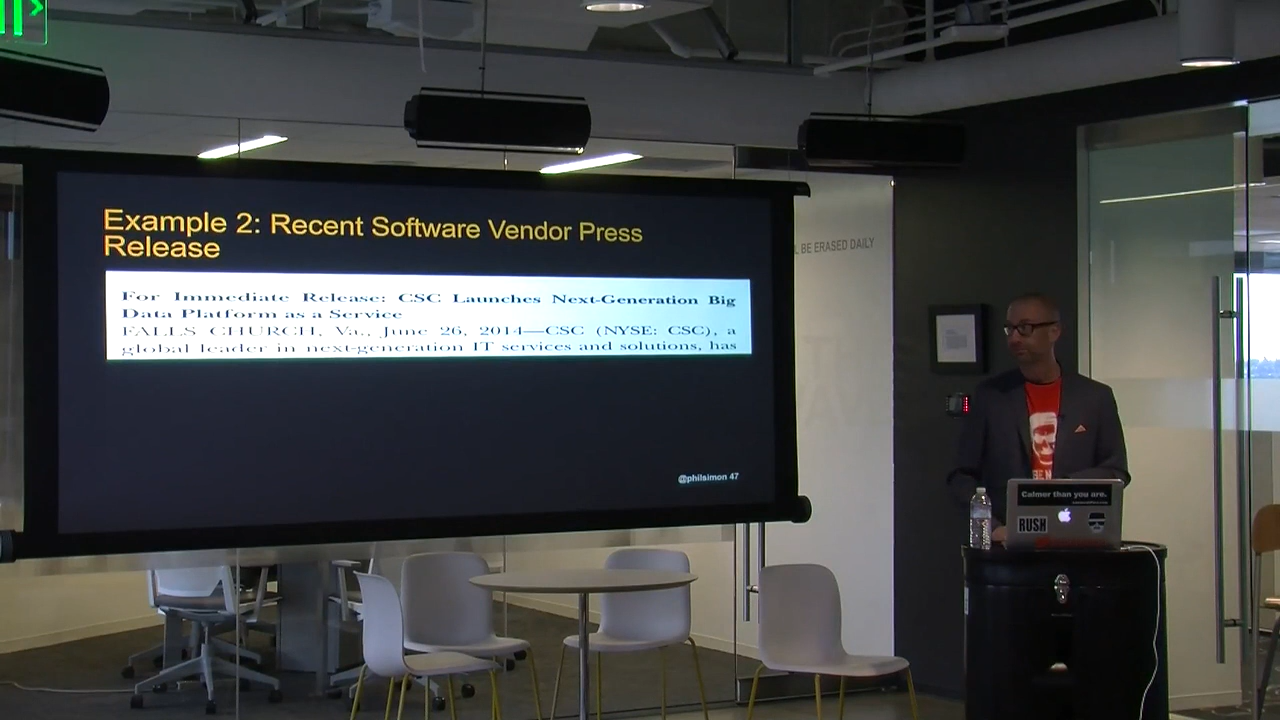 Example 2: Recent Software Vendor Press
Release
For Immediate Release: CSC Launches Next-Generation Big
Data Platform as a Service
FALLS CHURCH, Va., June 26, 2014—CSC (NYSE: CSC), a
global leader in next-generation IT services and solutions, has
@philsimon 47
L BE ERASED DAILY
Calmer than you are.
RUSH